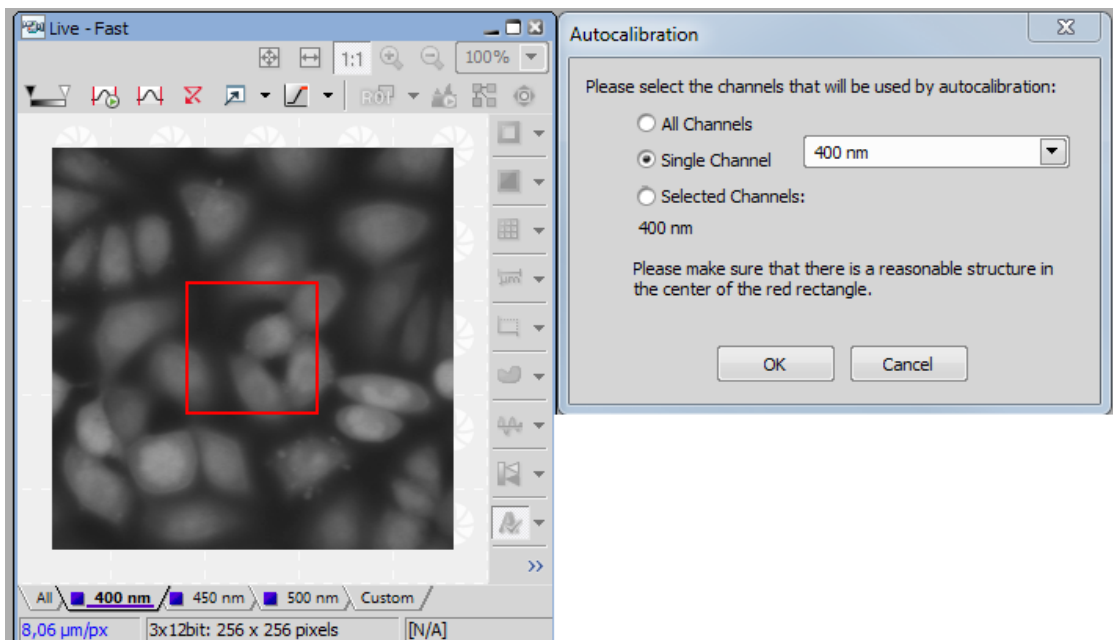 Live - Fast
1:1
100%
ROI
µm
All
400 nm
450 nm
500 nm
Custom
8,06 µm/px
3x12bit: 256 x 256 pixels
[N/A]
Autocalibration
Please select the channels that will be used by autocalibration:
All Channels
Single Channel
400 nm
Selected Channels:
400 nm
Please make sure that there is a reasonable structure in
the center of the red rectangle.
OK
Cancel